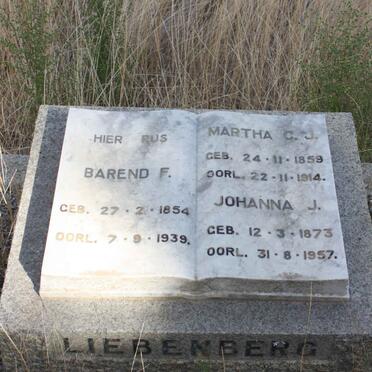 HIER RUS
BAREND F.
GEB. 27·2·1854
OORL. 7·9·1939.
MARTHA C. J.
GEB. 24·11·1859
OORL. 22·11·1914.
JOHANNA J.
GEB. 12·3·1873
OORL. 31·8·1957.
LIEBENBERG